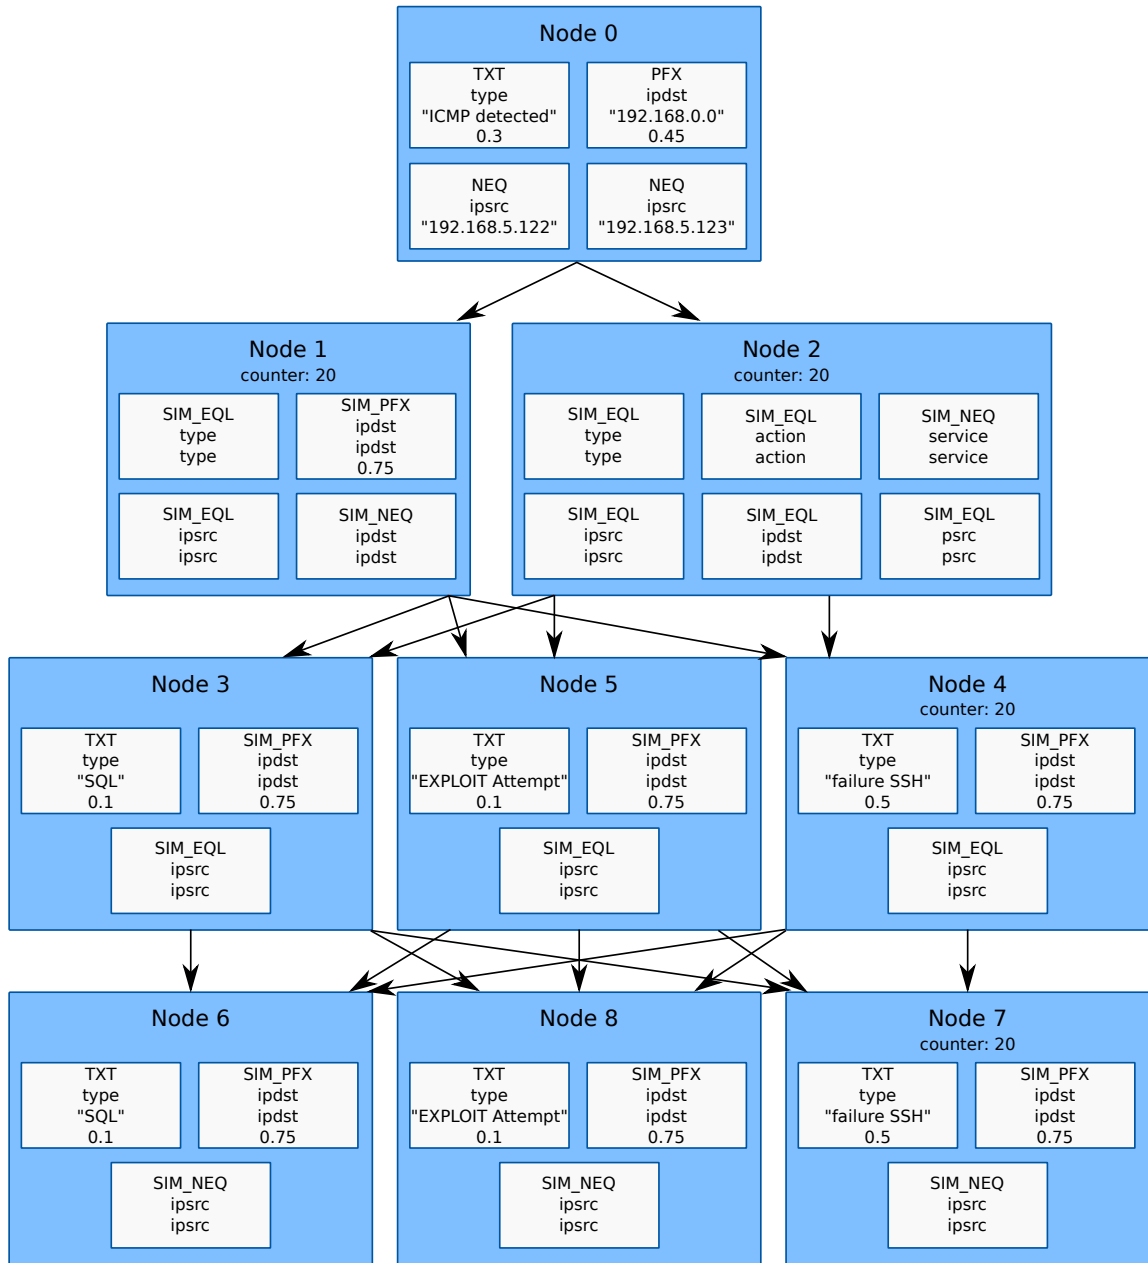 Node 0
TXT
type
"ICMP detected"
0.3
PFX
ipdst
"192.168.0.0"
0.45
NEQ
ipsrc
"192.168.5.122"
NEQ
ipsrc
"192.168.5.123"
Node 1
counter: 20
SIM_EQL
type
type
SIM_PFX
ipdst
ipdst
0.75
SIM_EQL
ipsrc
ipsrc
SIM_NEQ
ipdst
ipdst
Node 2
counter: 20
SIM_EQL
type
type
SIM_EQL
action
action
SIM_NEQ
service
service
SIM_EQL
ipsrc
ipsrc
SIM_EQL
ipdst
ipdst
SIM_EQL
psrc
psrc
Node 3
TXT
type
"SQL"
0.1
SIM_PFX
ipdst
ipdst
0.75
SIM_EQL
ipsrc
ipsrc
Node 5
TXT
type
"EXPLOIT Attempt"
0.1
SIM_PFX
ipdst
ipdst
0.75
SIM_EQL
ipsrc
ipsrc
Node 4
counter: 20
TXT
type
"failure SSH"
0.5
SIM_PFX
ipdst
ipdst
0.75
SIM_EQL
ipsrc
ipsrc
Node 6
TXT
type
"SQL"
0.1
SIM_PFX
ipdst
ipdst
0.75
SIM_NEQ
ipsrc
ipsrc
Node 8
TXT
type
"EXPLOIT Attempt"
0.1
SIM_PFX
ipdst
ipdst
0.75
SIM_NEQ
ipsrc
ipsrc
Node 7
counter: 20
TXT
type
"failure SSH"
0.5
SIM_PFX
ipdst
ipdst
0.75
SIM_NEQ
ipsrc
ipsrc